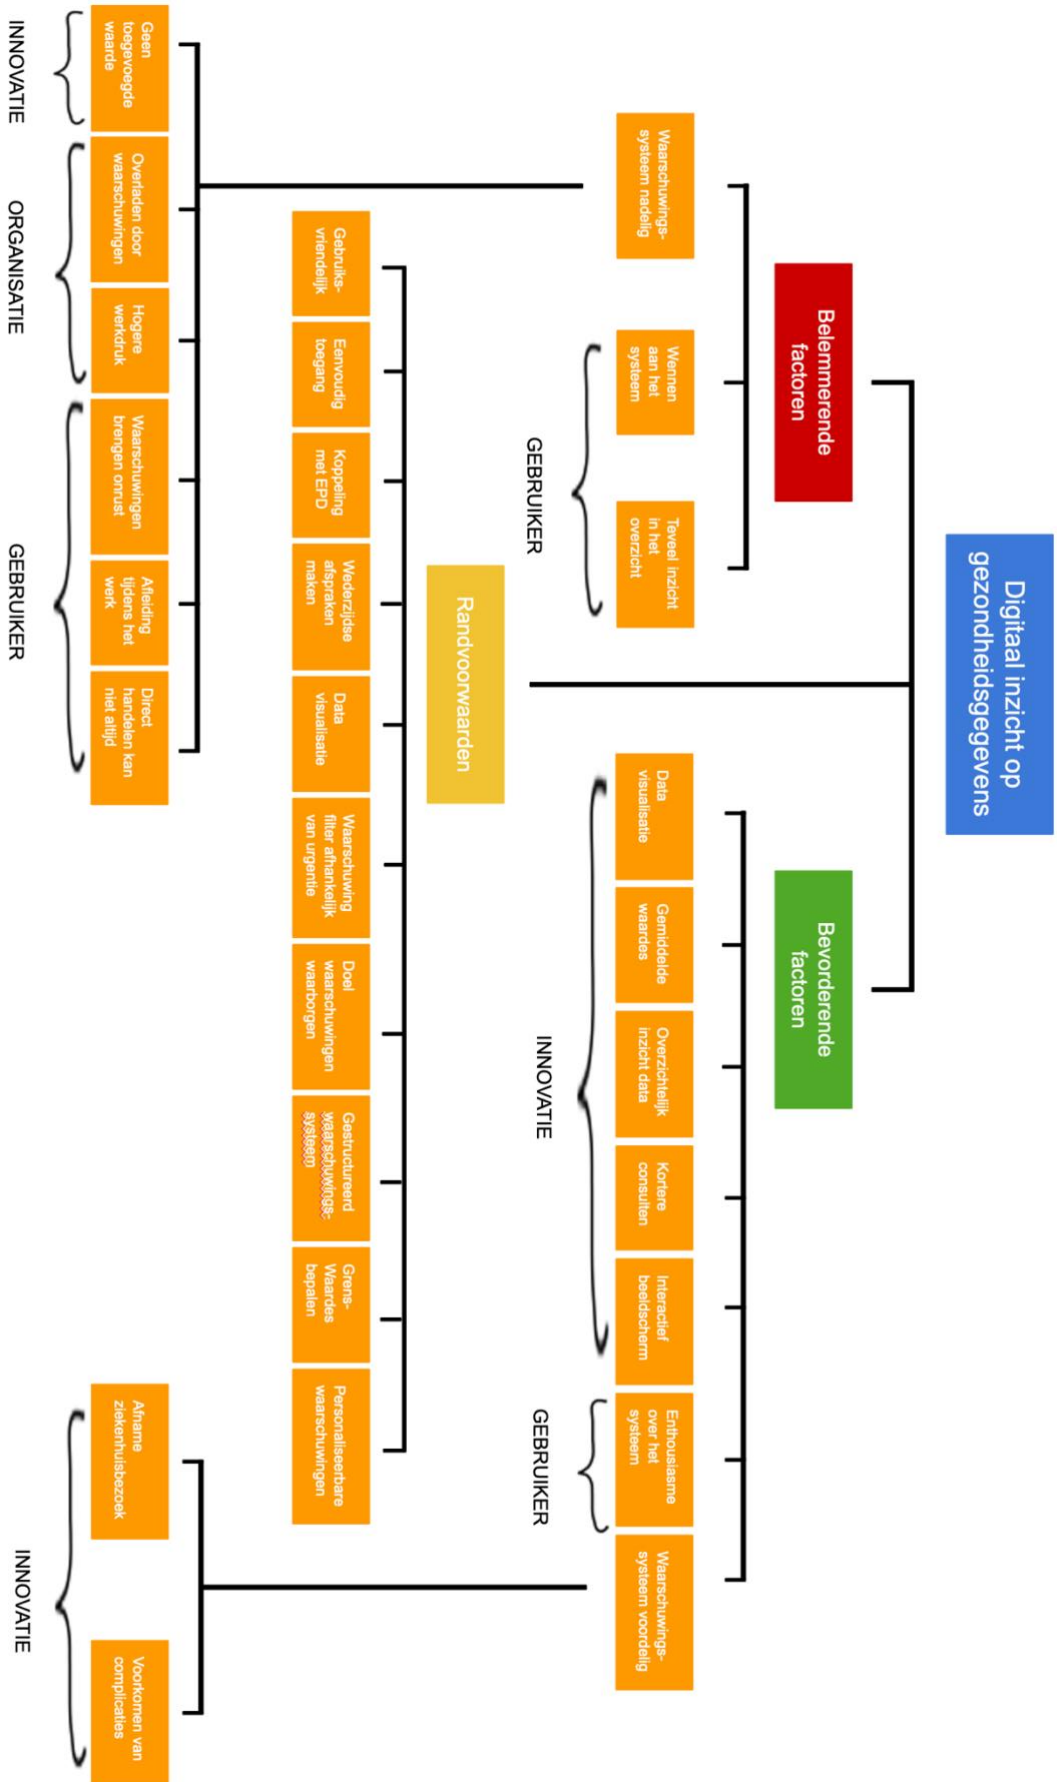 Digitaal inzicht op
gezondheidsgegevens
Belemmerende
factoren
Bevorderende
factoren
Waarschuwings-
systeem nadelig
Wennen
aan het
systeem
Teveel inzicht
in het
overzicht
GEBRUIKER
Data
visualisatie
Gemiddelde
waardes
Overzichtelijk
inzicht data
Kortere
consulten
Interactief
beeldscherm
Enthousiasme
over het
systeem
Waarschuwings-
systeem voordelig
INNOVATIE
GEBRUIKER
Randvoorwaarden
Gebruiks-
vriendelijk
Eenvoudig
toegang
Koppeling
met EPD
Wederzijdse
afspraken
maken
Data
visualisatie
Waarschuwing
filter afhankelijk
van urgentie
Doel
waarschuwingen
waarborgen
Gestructureerd
waarschuwings-
systeem
Grens-
Waardes
bepalen
Personaliseerbare
waarschuwingen
Geen
toegevoegde
waarde
Overladen door
waarschuwingen
Hogere
werkdruk
Waarschuwingen
brengen onrust
Afleiding
tijdens het
werk
Direct
handelen kan
niet altijd
INNOVATIE
ORGANISATIE
GEBRUIKER
Afname
ziekenhuisbezoek
Voorkomen van
complicaties
INNOVATIE